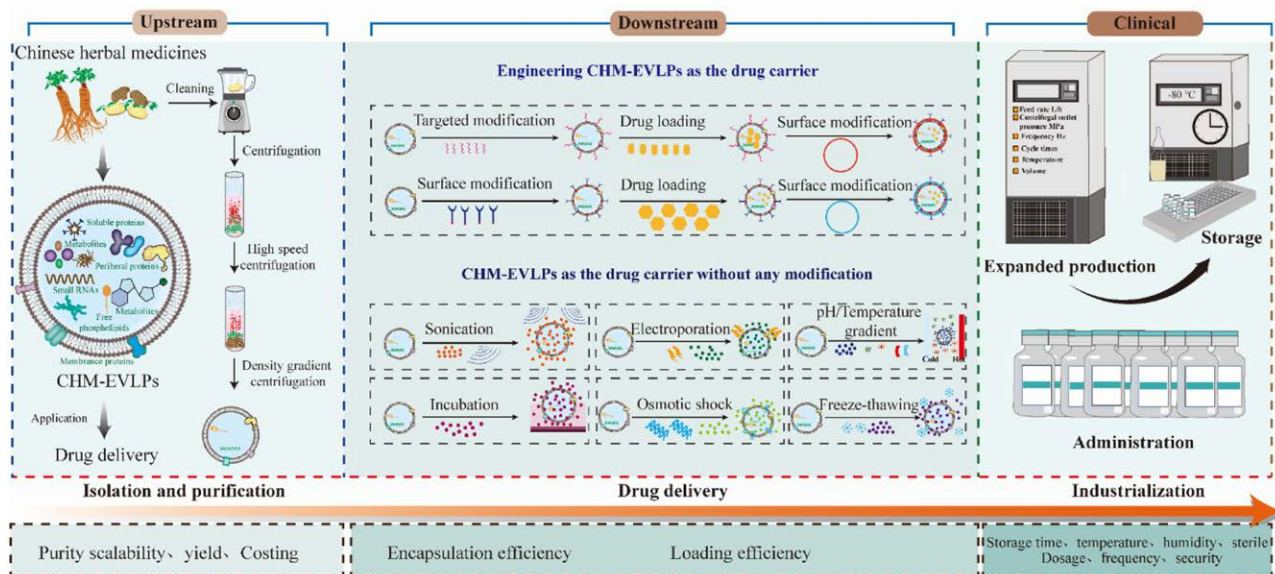 Upstream
Downstream
Clinical
Chinese herbal medicines
Cleaning
Centrifugation
High speed
centrifugation
Density gradient
centrifugation
Soluble proteins
Metabolites
Periheral proteins
Small RNAs
Metabolites
Free
phospholipids
Membrance proteins
CHM-EVLPs
Application
Drug delivery
Engineering CHM-EVLPs as the drug carrier
Targeted modification
Drug loading
Surface modification
Surface modification
Drug loading
Surface modification
CHM-EVLPs as the drug carrier without any modification
Sonication
Electroporation
pH/Temperature
gradient
Cold
Hot
Incubation
Osmotic shock
Freeze-thawing
Feed rate L/h
Centrifugal outlet
pressure MPa
Frequency Hz
Cycle times
Temperature
Volume
-80 °C
Storage
Expanded production
Administration
Isolation and purification
Drug delivery
Industrialization
Purity scalability、yield、Costing
Encapsulation efficiency
Loading efficiency
Storage time、temperature、humidity、sterile
Dosage、frequency、security